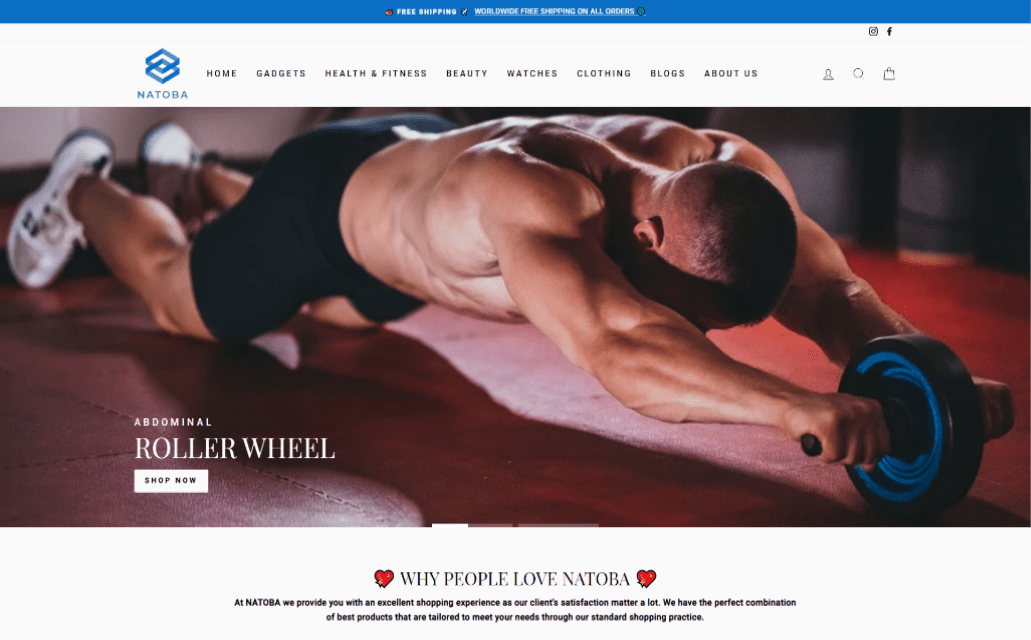 FREE SHIPPING WORLDWIDE FREE SHIPPING ON ALL ORDERS
NATOBA
HOME GADGETS HEALTH & FITNESS BEAUTY WATCHES CLOTHING BLOGS ABOUT US
ABDOMINAL
ROLLER WHEEL
SHOP NOW
WHY PEOPLE LOVE NATOBA
At NATOBA we provide you with an excellent shopping experience as our client's satisfaction matter a lot. We have the perfect combination
of best products that are tailored to meet your needs through our standard shopping practice.